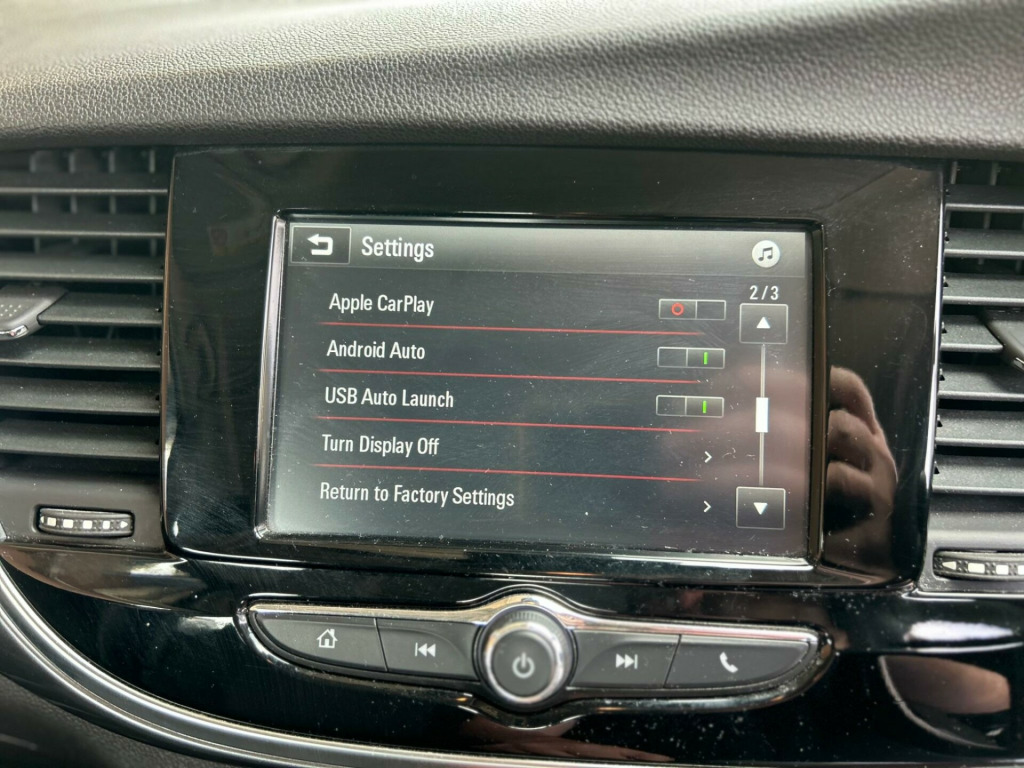 Settings
2/3
Apple CarPlay
Android Auto
USB Auto Launch
Turn Display Off
Return to Factory Settings